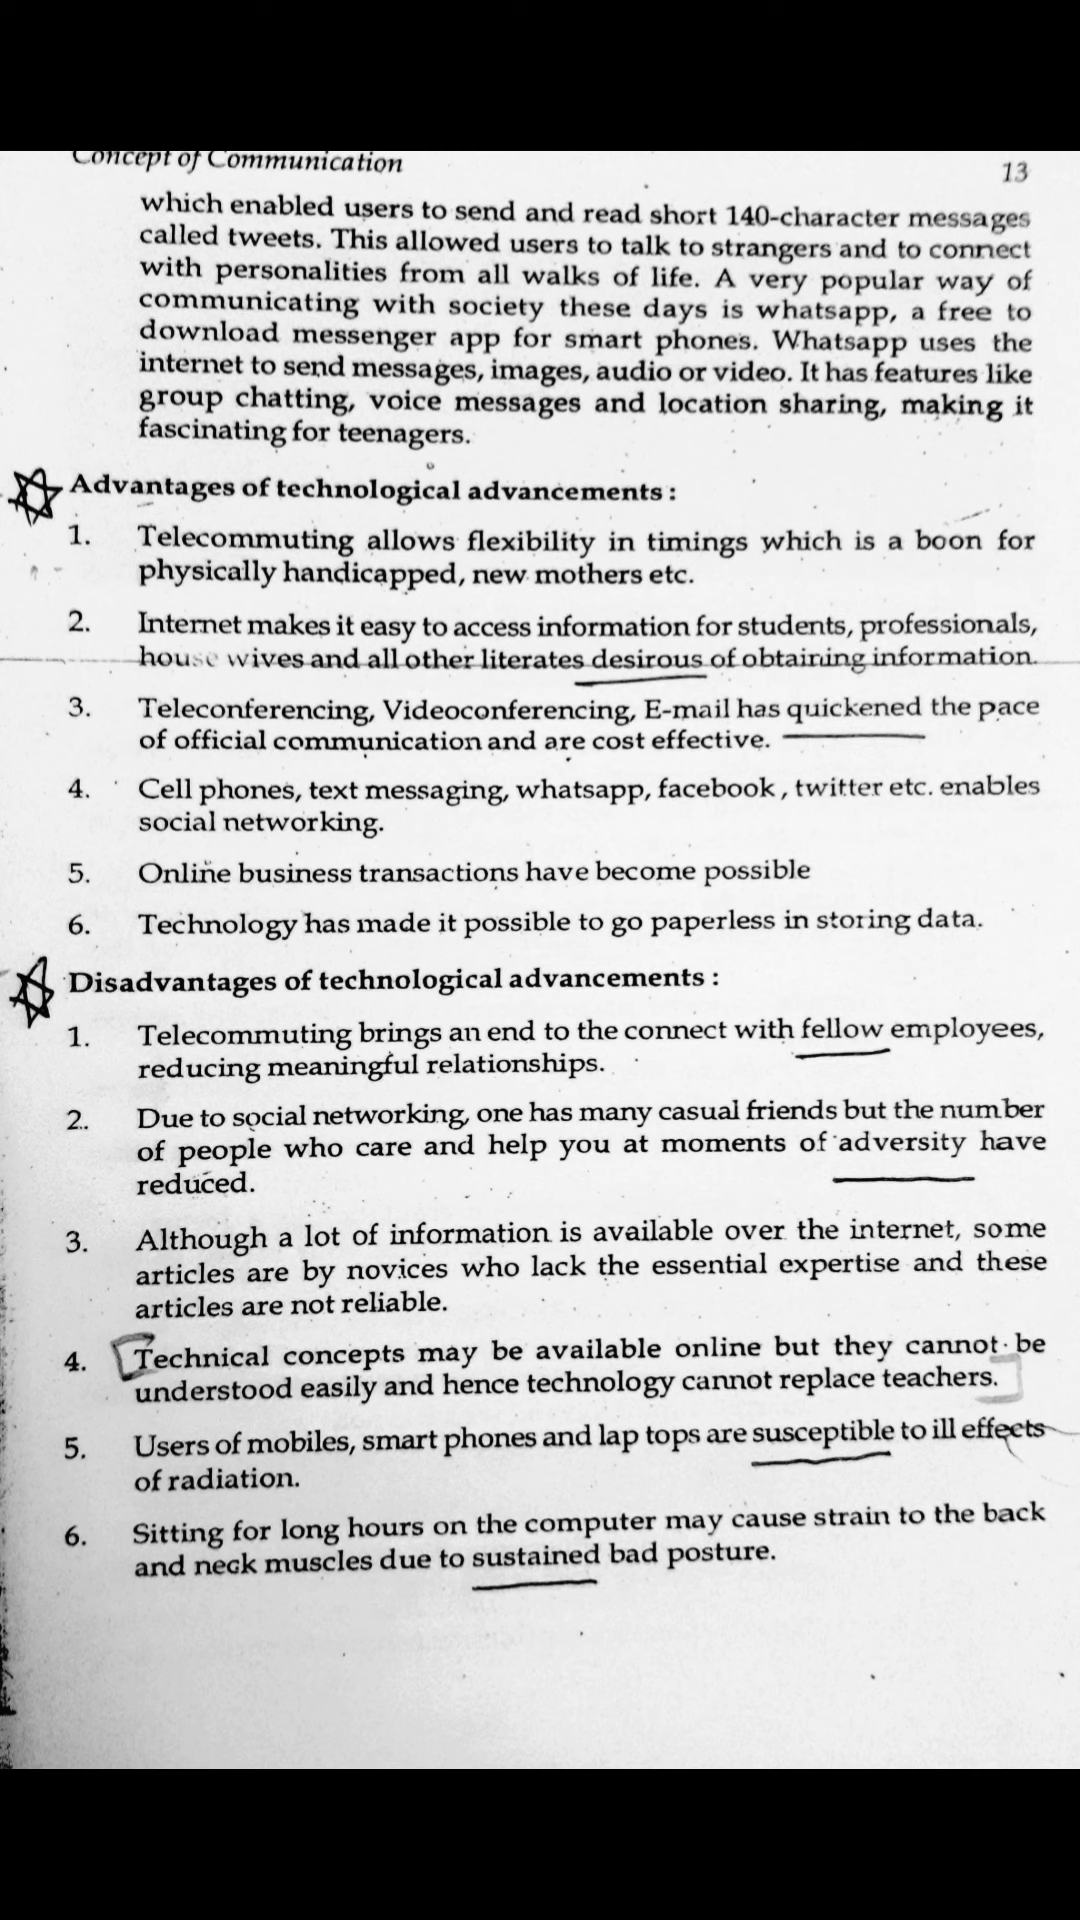 Concept of Communication
13
which enabled users to send and read short 140-character messages
called tweets. This allowed users to talk to strangers and to connect
with personalities from all walks of life. A very popular way of
communicating with society these days is whatsapp, a free to
download messenger app for smart phones. Whatsapp uses the
internet to send messages, images, audio or video. It has features like
group chatting, voice messages and location sharing, making it
fascinating for teenagers.
Advantages of technological advancements :
1. Telecommuting allows flexibility in timings which is a boon for
physically handicapped, new mothers etc.
2. Internet makes it easy to access information for students, professionals,
house wives and all other literates desirous of obtaining information.
3. Teleconferencing, Videoconferencing, E-mail has quickened the pace
of official communication and are cost effective.
4. Cell phones, text messaging, whatsapp, facebook, twitter etc. enables
social networking.
5. Online business transactions have become possible
6. Technology has made it possible to go paperless in storing data.
Disadvantages of technological advancements :
1. Telecommuting brings an end to the connect with fellow employees,
reducing meaningful relationships.
2. Due to social networking, one has many casual friends but the number
of people who care and help you at moments of adversity have
reduced.
3. Although a lot of information is available over the internet, some
articles are by novices who lack the essential expertise and these
articles are not reliable.
4. Technical concepts may be available online but they cannot be
understood easily and hence technology cannot replace teachers.
5. Users of mobiles, smart phones and lap tops are susceptible to ill effects
of radiation.
6. Sitting for long hours on the computer may cause strain to the back
and neck muscles due to sustained bad posture.